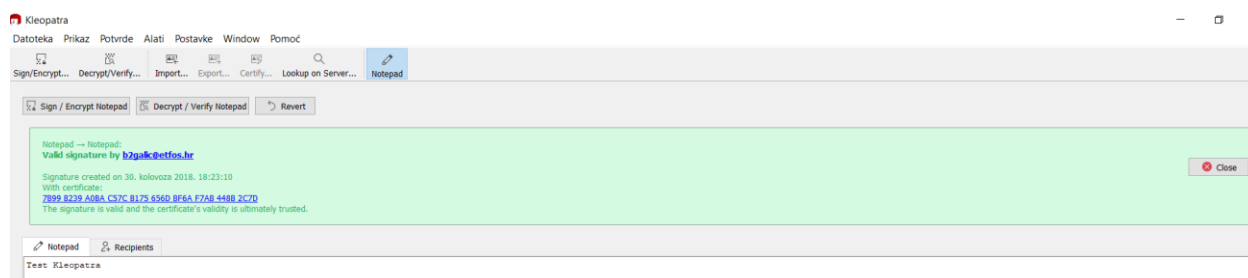 Kleopatra
Datoteka Prikaz Potvrde Alati Postavke Window Pomoć
Sign/Encrypt... Decrypt/Verify... Import... Export... Certify... Lookup on Server... Notepad
Sign / Encrypt Notepad Decrypt / Verify Notepad Revert
Notepad → Notepad:
Valid signature by b2galic@etfos.hr
Close
Signature created on 30. kolovoza 2018. 18:23:10
With certificate:
7B99 8239 A0BA C57C B175 656D BF6A F7AB 448B 2C7D
The signature is valid and the certificate's validity is ultimately trusted.
Notepad Recipients
Test Kleopatra